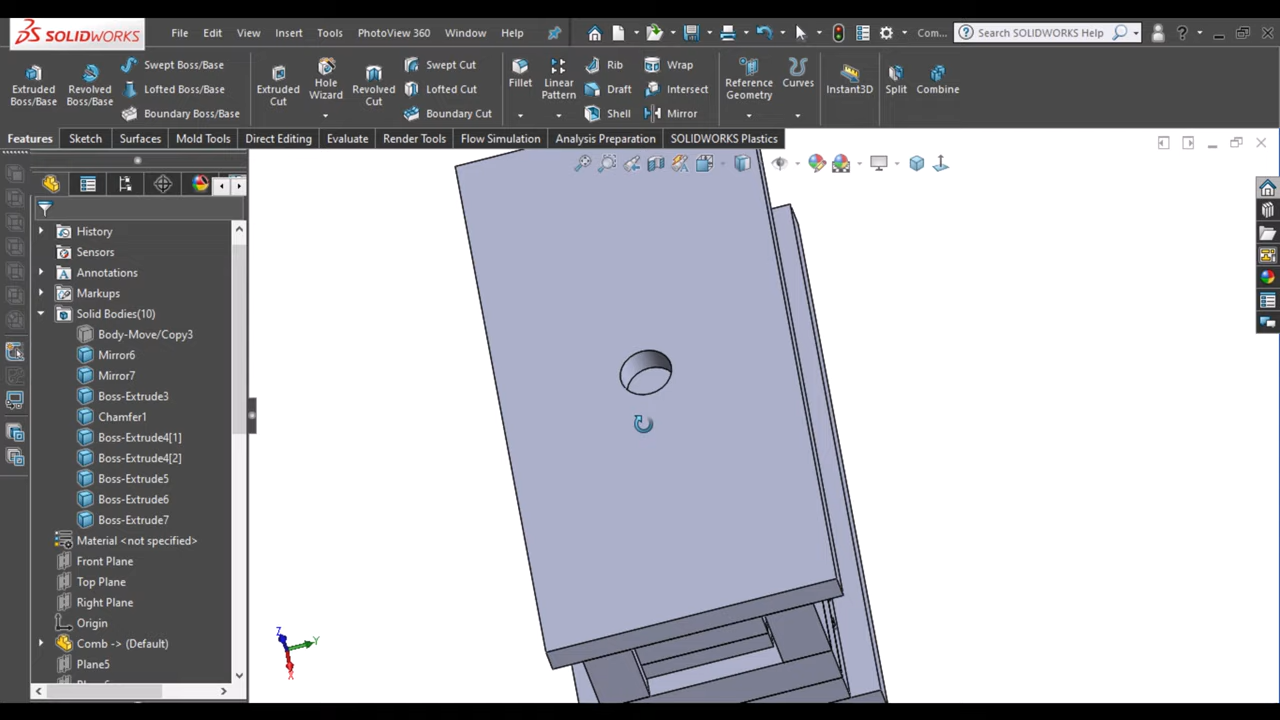 SOLIDWORKS File Edit View Insert Tools PhotoView 360 Window Help Com... Search SOLIDWORKS Help ?
Extruded Boss/Base Revolved Boss/Base Swept Boss/Base Lofted Boss/Base Boundary Boss/Base Extruded Cut Hole Wizard Revolved Cut Swept Cut Lofted Cut Boundary Cut Fillet Linear Pattern Rib Draft Shell Wrap Intersect Mirror Reference Geometry Curves Instant3D Split Combine
Features Sketch Surfaces Mold Tools Direct Editing Evaluate Render Tools Flow Simulation Analysis Preparation SOLIDWORKS Plastics
History
Sensors
Annotations
Markups
Solid Bodies(10)
Body-Move/Copy3
Mirror6
Mirror7
Boss-Extrude3
Chamfer1
Boss-Extrude4[1]
Boss-Extrude4[2]
Boss-Extrude5
Boss-Extrude6
Boss-Extrude7
Material <not specified>
Front Plane
Top Plane
Right Plane
Origin
Comb -> (Default)
Plane5
Z Y
X